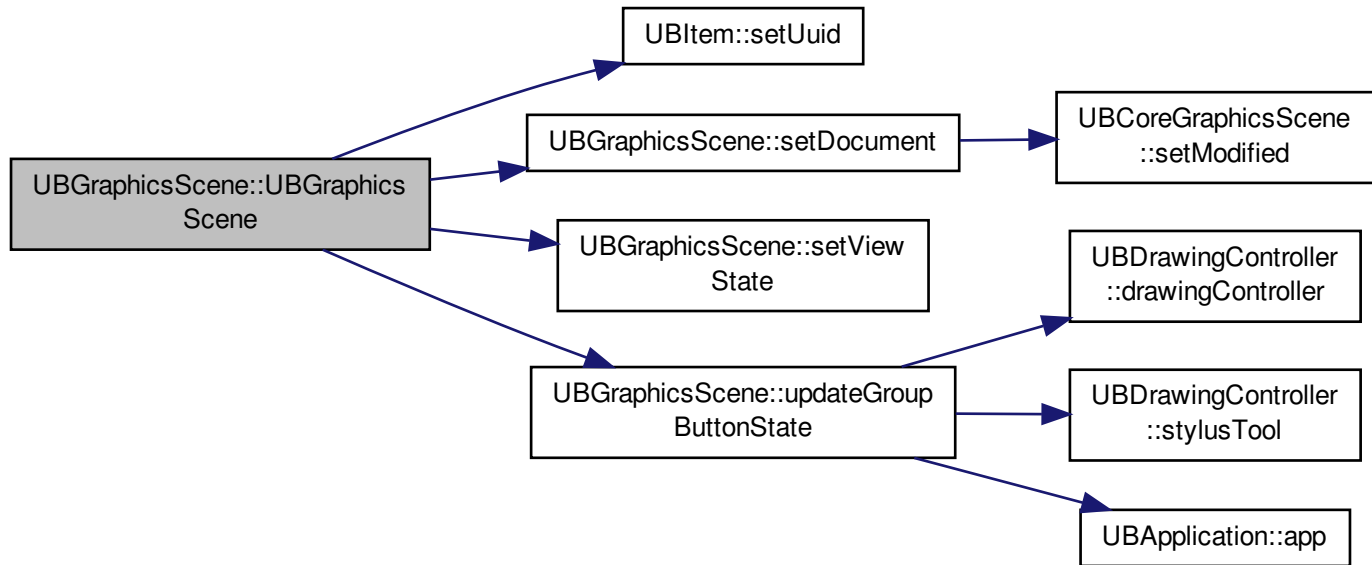 UBItem::setUuid
UBGraphicsScene::setDocument
UBCoreGraphicsScene
::setModified
UBGraphicsScene::UBGraphics
Scene
UBGraphicsScene::setView
State
UBDrawingController
::drawingController
UBGraphicsScene::updateGroup
ButtonState
UBDrawingController
::stylusTool
UBApplication::app